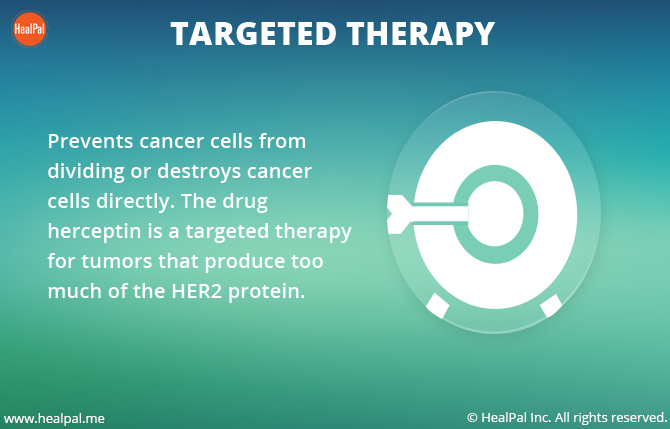 HealPal
TARGETED THERAPY
Prevents cancer cells from
dividing or destroys cancer
cells directly. The drug
herceptin is a targeted therapy
for tumors that produce too
much of the HER2 protein.
www.healpal.me
© HealPal Inc. All rights reserved.